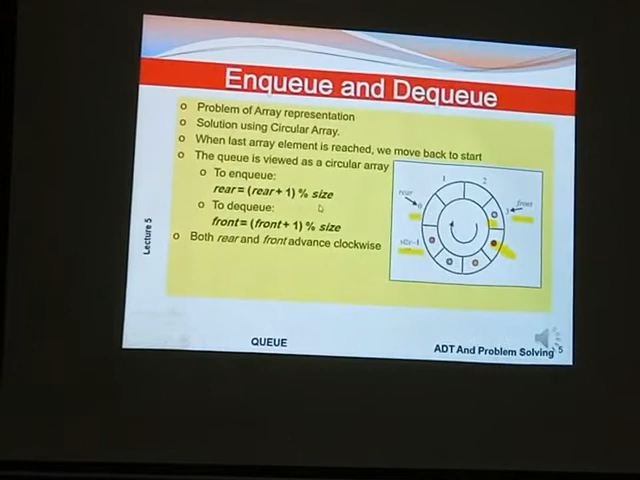 Enqueue and Dequeue
o Problem of Array representation
o Solution using Circular Array.
o When last array element is reached, we move back to start
o The queue is viewed as a circular array
o To enqueue:
rear = (rear + 1) % size
o To dequeue:
front = (front + 1) % size
o Both rear and front advance clockwise
1
2
rear
0
3
front
size-1
Lecture 5
QUEUE
ADT And Problem Solving 5